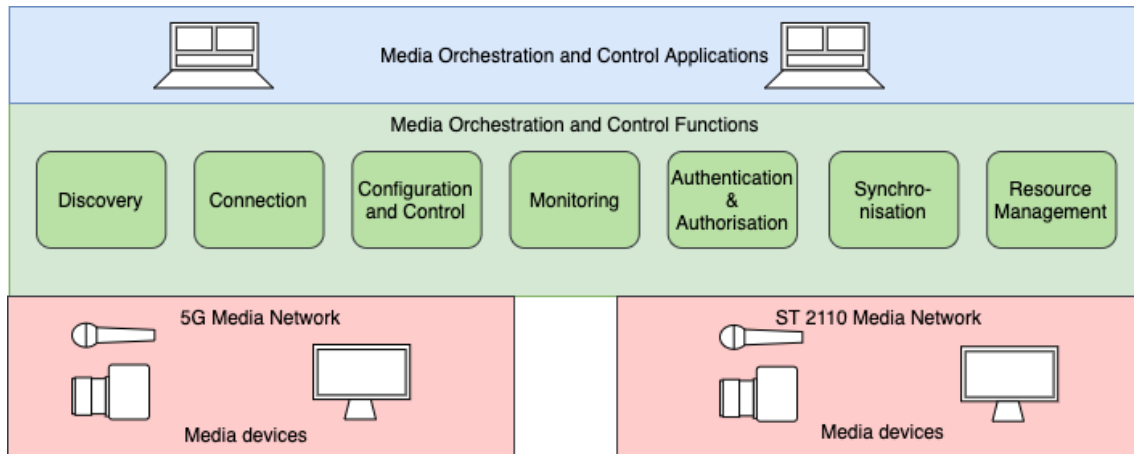 Media Orchestration and Control Applications
Media Orchestration and Control Functions
Discovery
Connection
Configuration
and Control
Monitoring
Authentication
&
Authorisation
Synchro-
nisation
Resource
Management
5G Media Network
Media devices
ST 2110 Media Network
Media devices